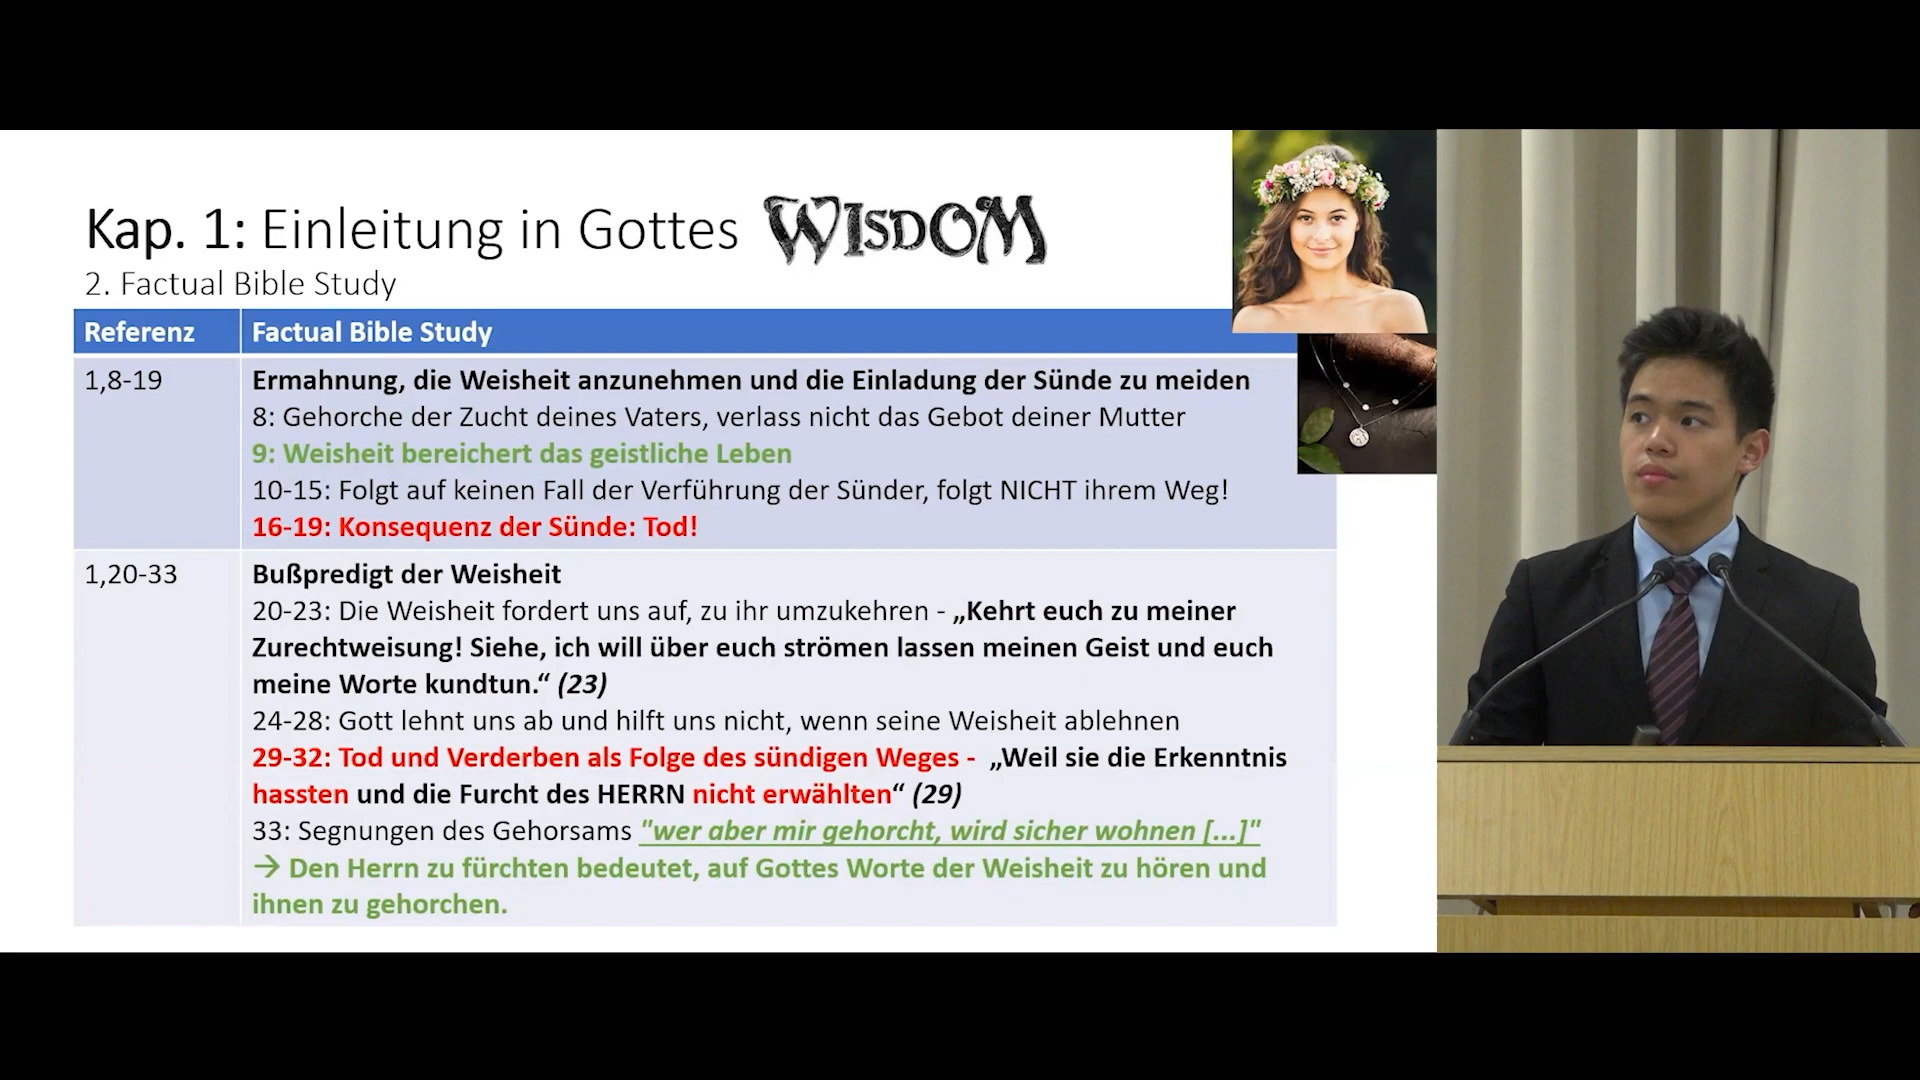 Kap. 1: Einleitung in Gottes WISDOM
2. Factual Bible Study
Referenz Factual Bible Study
1,8-19 Ermahnung, die Weisheit anzunehmen und die Einladung der Sünde zu meiden
8: Gehorche der Zucht deines Vaters, verlass nicht das Gebot deiner Mutter
9: Weisheit bereichert das geistliche Leben
10-15: Folgt auf keinen Fall der Verführung der Sünder, folgt NICHT ihrem Weg!
16-19: Konsequenz der Sünde: Tod!
1,20-33 Bußpredigt der Weisheit
20-23: Die Weisheit fordert uns auf, zu ihr umzukehren - „Kehrt euch zu meiner
Zurechtweisung! Siehe, ich will über euch strömen lassen meinen Geist und euch
meine Worte kundtun.“ (23)
24-28: Gott lehnt uns ab und hilft uns nicht, wenn seine Weisheit ablehnen
29-32: Tod und Verderben als Folge des sündigen Weges - „Weil sie die Erkenntnis
hassten und die Furcht des HERRN nicht erwählten“ (29)
33: Segnungen des Gehorsams "wer aber mir gehorcht, wird sicher wohnen [...]"
→ Den Herrn zu fürchten bedeutet, auf Gottes Worte der Weisheit zu hören und
ihnen zu gehorchen.